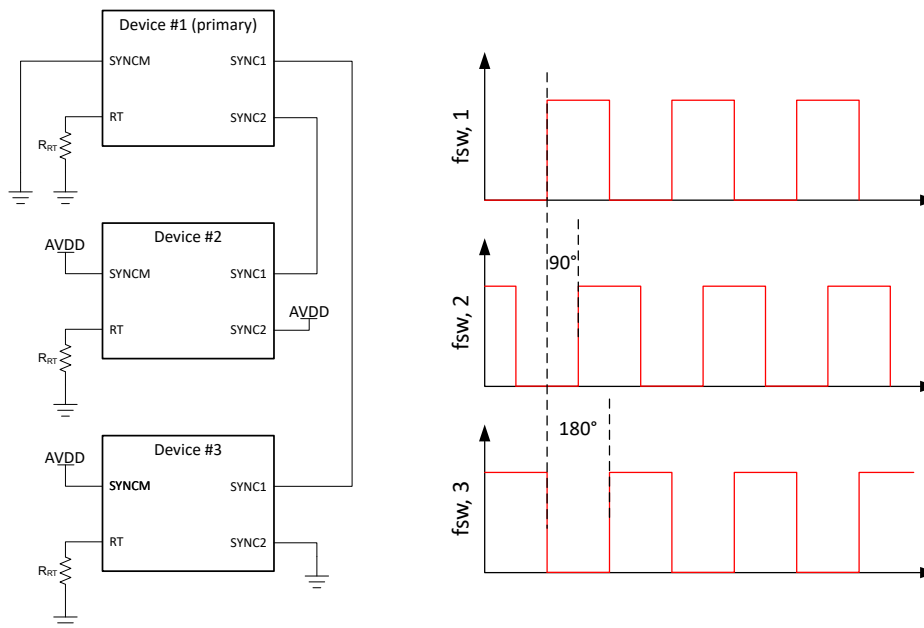 Device #1 (primary)
SYNCM
SYNC1
RT
SYNC2
RRT
Device #2
AVDD
SYNCM
SYNC1
AVDD
RT
SYNC2
RRT
Device #3
AVDD
SYNCM
SYNC1
RT
SYNC2
RRT
fsw, 1
90°
fsw, 2
180°
fsw, 3